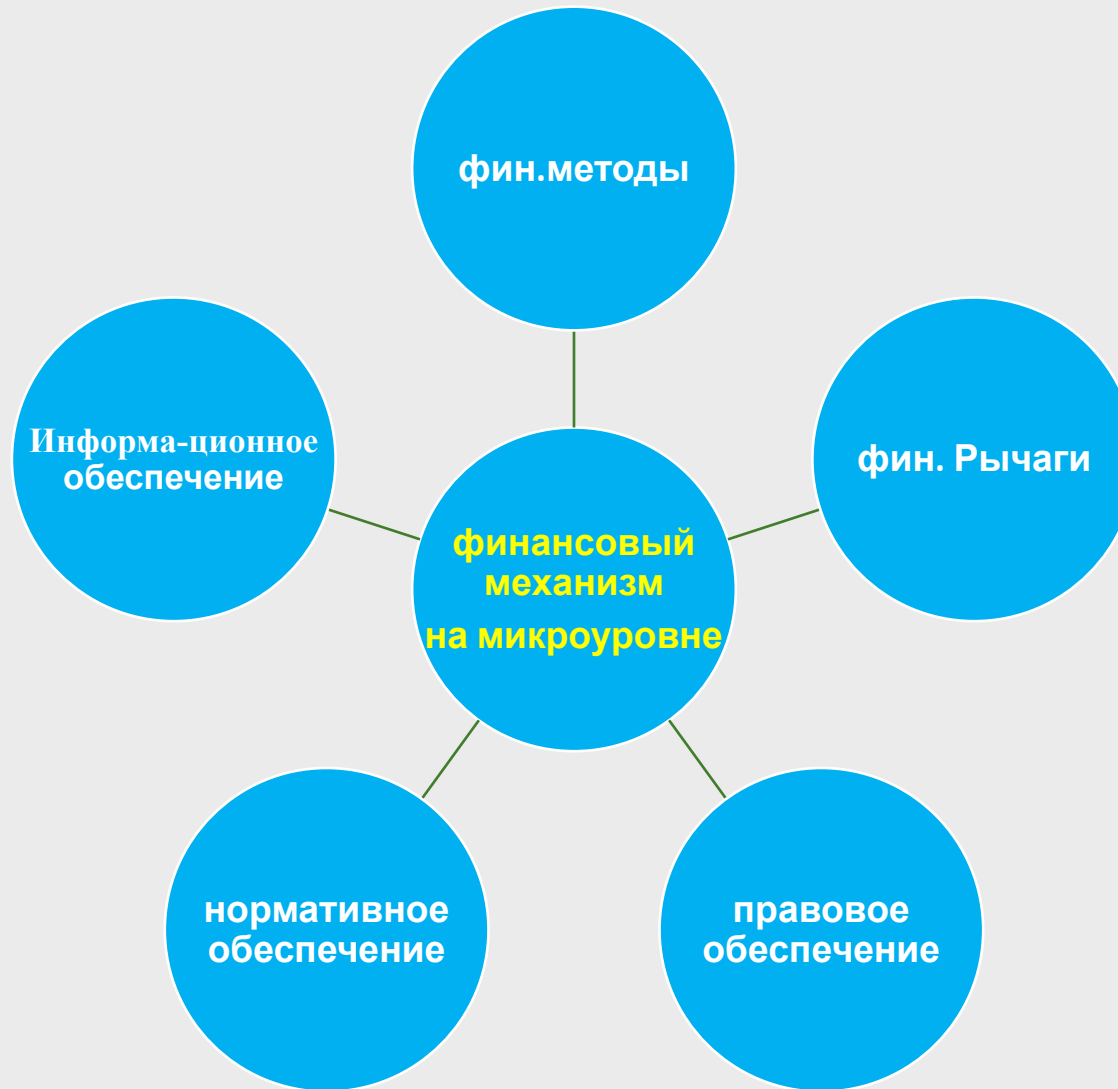 фин.методы
Информа-ционное
обеспечение
фин. Рычаги
финансовый
механизм
на микроуровне
нормативное
обеспечение
правовое
обеспечение